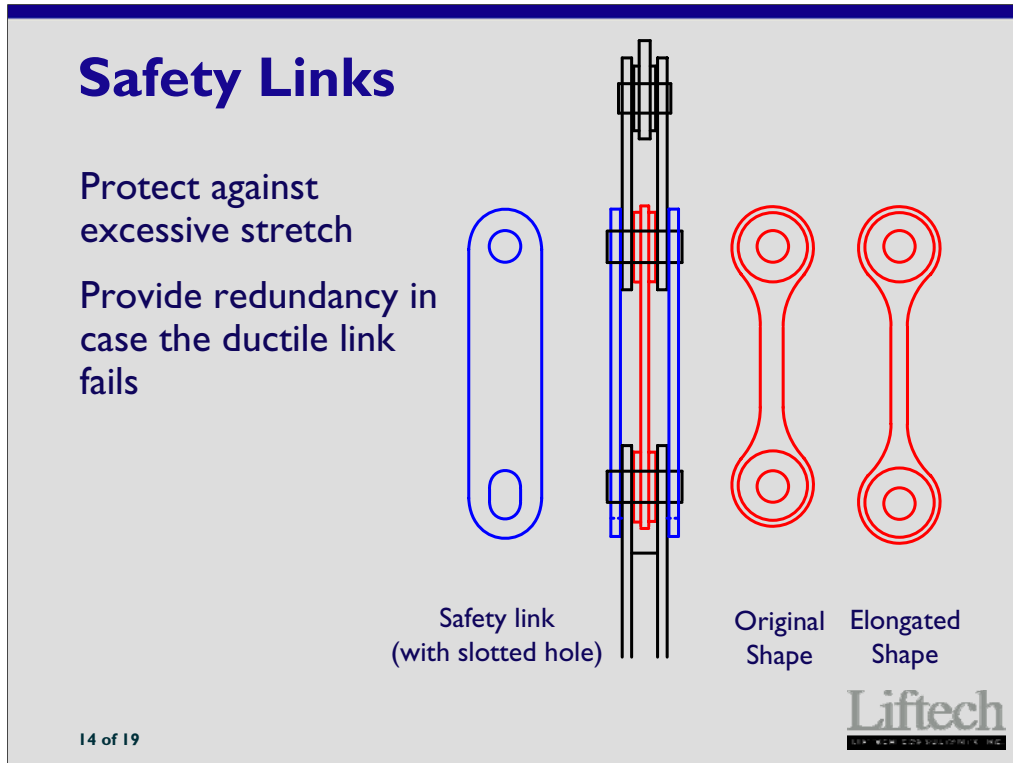 Safety Links
Protect against
excessive stretch
Provide redundancy in
case the ductile link
fails
Safety link
(with slotted hole)
Original
Shape
Elongated
Shape
14 of 19
Liftech